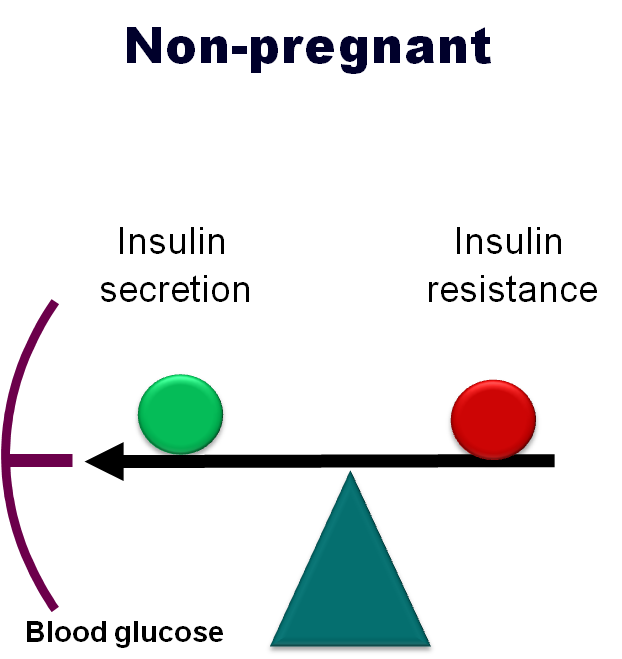 Non-pregnant
Insulin
secretion
Insulin
resistance
Blood glucose